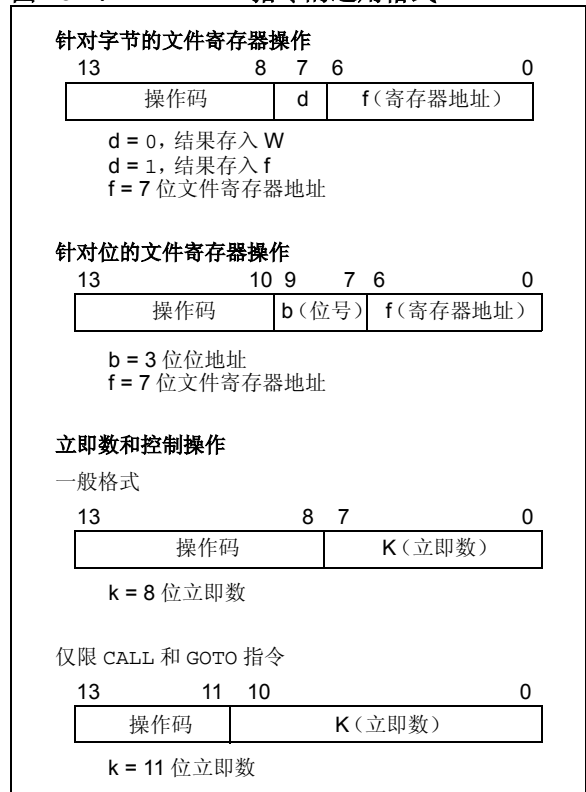 针对字节的文件寄存器操作
13 8 7 6 0
操作码 d f（寄存器地址）
d = 0，结果存入 W
d = 1，结果存入 f
f = 7 位文件寄存器地址
针对位的文件寄存器操作
13 10 9 7 6 0
操作码 b（位号） f（寄存器地址）
b = 3 位位地址
f = 7 位文件寄存器地址
立即数和控制操作
一般格式
13 8 7 0
操作码 K（立即数）
k = 8 位立即数
仅限 CALL 和 GOTO 指令
13 11 10 0
操作码 K（立即数）
k = 11 位立即数